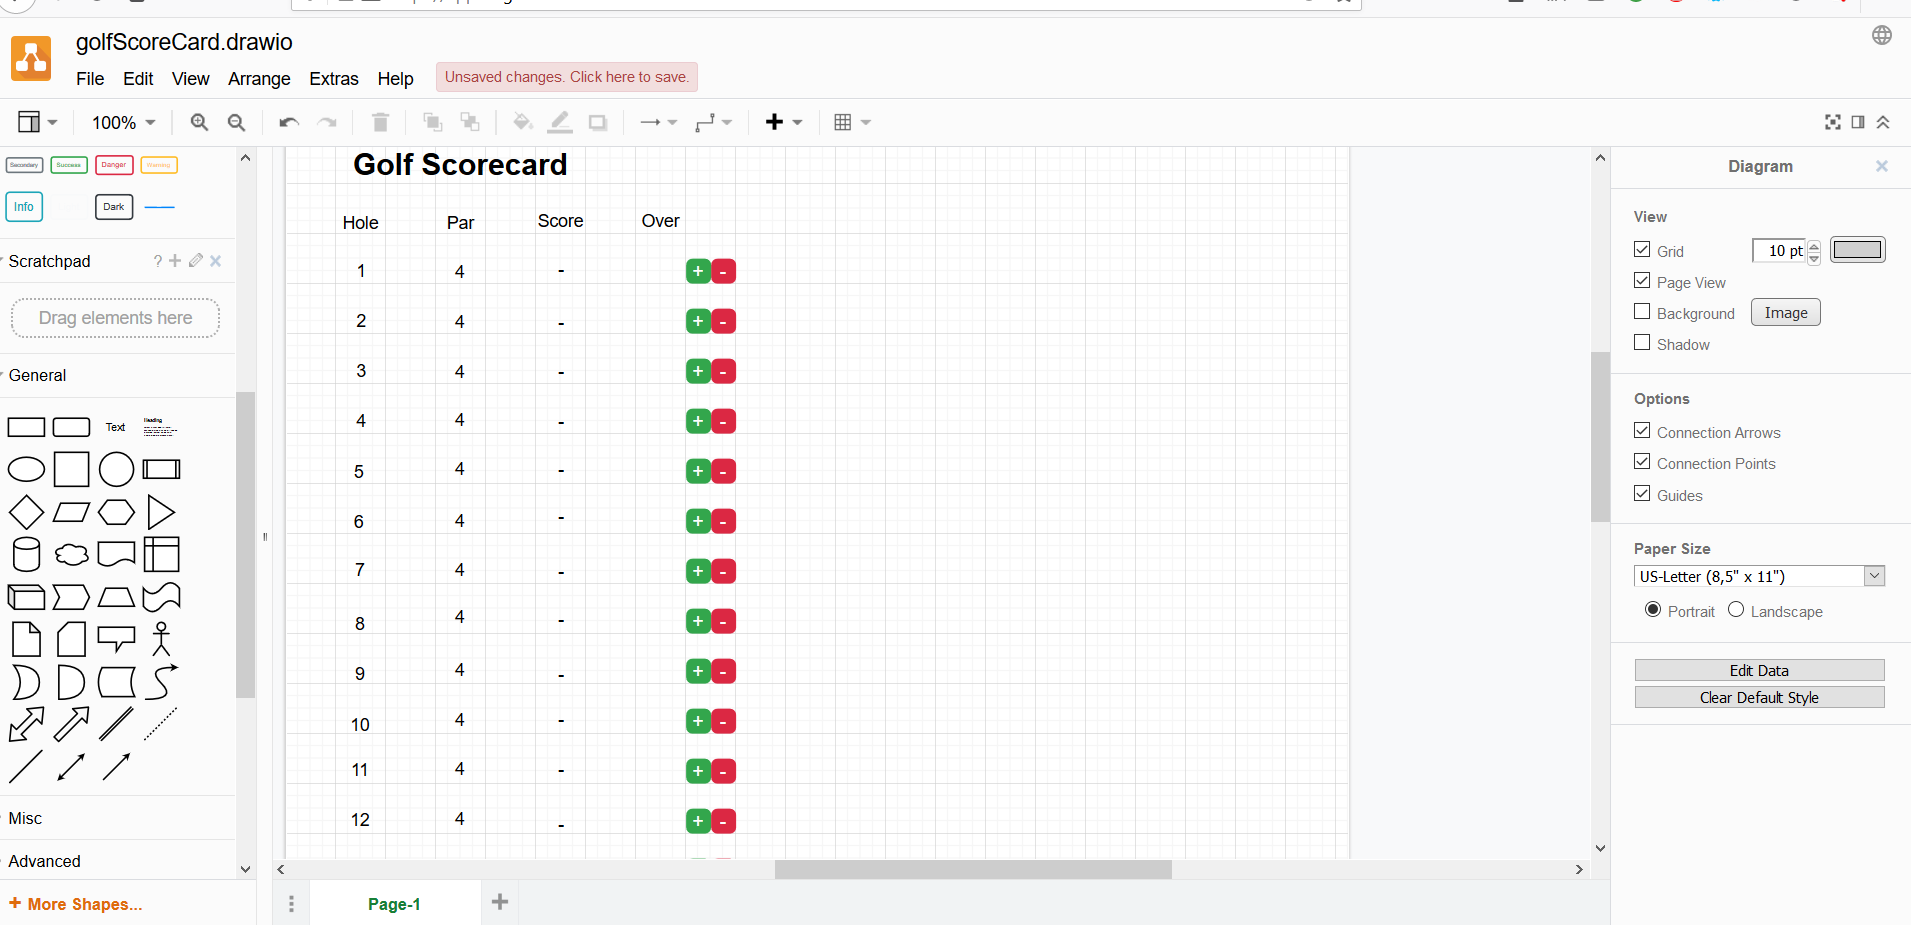 golfScoreCard.drawio
File Edit View Arrange Extras Help Unsaved changes. Click here to save.
100%
Secondary Success Danger Warning
Info Dark
Scratchpad ? + ×
Drag elements here
General
Text Heading
Misc
Advanced
+ More Shapes...
Golf Scorecard
Hole Par Score Over
1 4 - + -
2 4 - + -
3 4 - + -
4 4 - + -
5 4 - + -
6 4 - + -
7 4 - + -
8 4 - + -
9 4 - + -
10 4 - + -
11 4 - + -
12 4 - + -
Page-1 +
Diagram ×
View
Grid 10 pt
Page View
Background Image
Shadow
Options
Connection Arrows
Connection Points
Guides
Paper Size
US-Letter (8,5" x 11")
Portrait Landscape
Edit Data
Clear Default Style